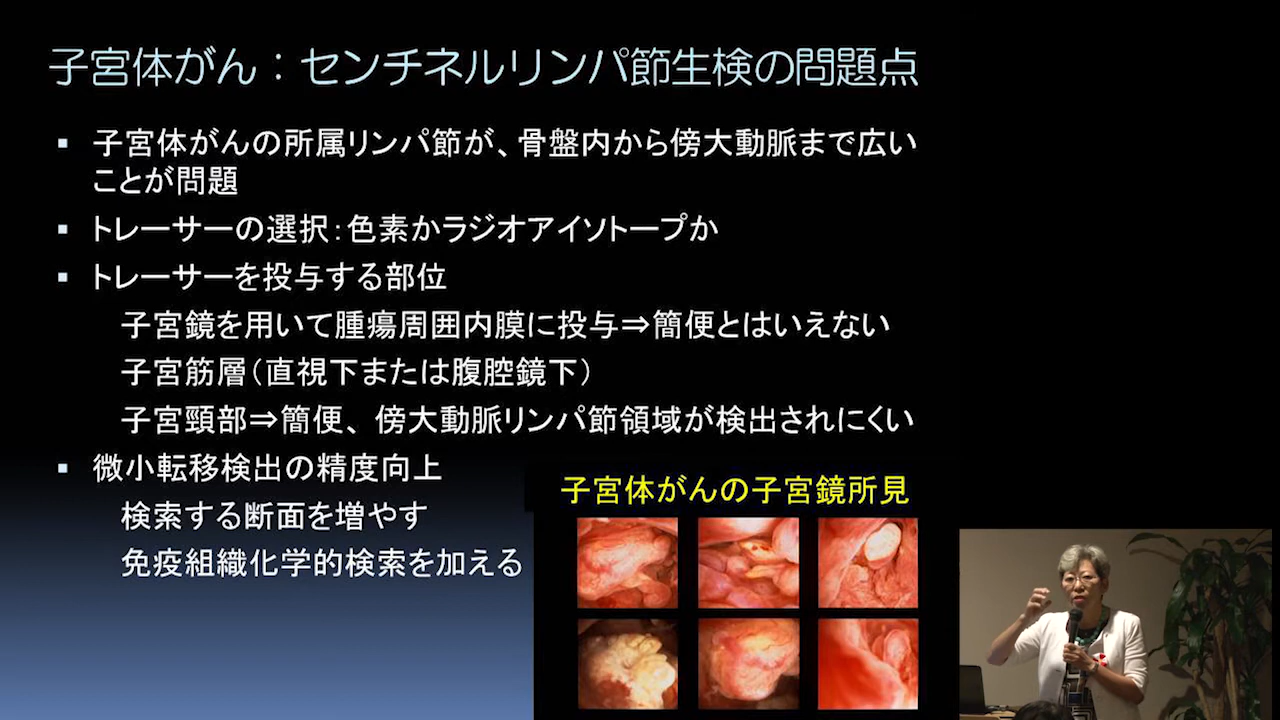 子宮体がん：センチネルリンパ節生検の問題点
▪ 子宮体がんの所属リンパ節が、骨盤内から傍大動脈まで広い
ことが問題
▪ トレーサーの選択：色素かラジオアイソトープか
▪ トレーサーを投与する部位
子宮鏡を用いて腫瘍周囲内膜に投与⇒簡便とはいえない
子宮筋層（直視下または腹腔鏡下）
子宮頸部⇒簡便、傍大動脈リンパ節領域が検出されにくい
▪ 微小転移検出の精度向上
検索する断面を増やす
免疫組織化学的検索を加える
子宮体がんの子宮鏡所見